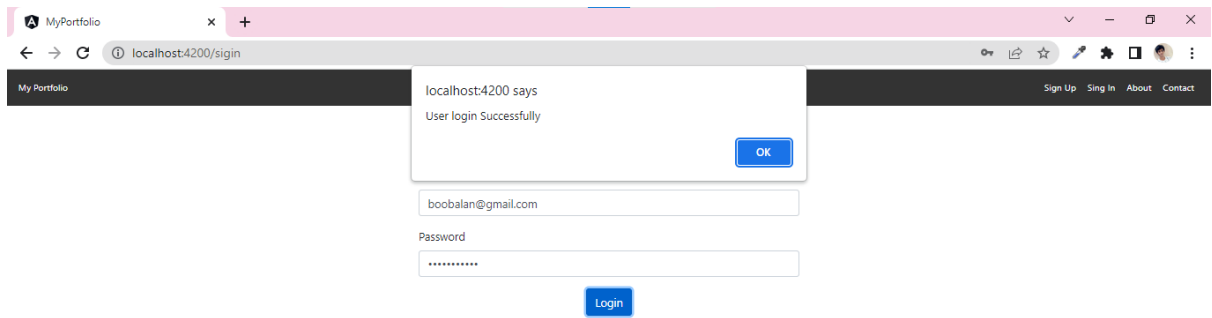 MyPortfolio
localhost:4200/sigin
My Portfolio
Sign Up Sing In About Contact
localhost:4200 says
User login Successfully
OK
boobalan@gmail.com
Password
•••••••••••
Login